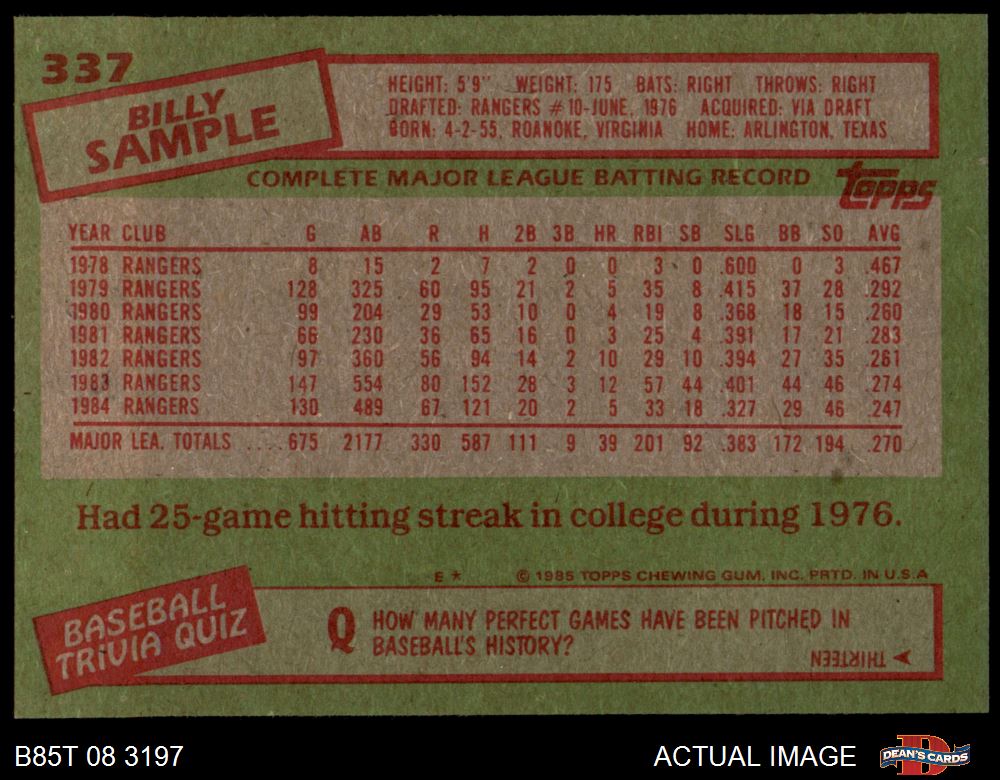 337
BILLY
SAMPLE
HEIGHT: 5'9" WEIGHT: 175 BATS: RIGHT THROWS: RIGHT
DRAFTED: RANGERS #10-JUNE, 1976 ACQUIRED: VIA DRAFT
BORN: 4-2-55, ROANOKE, VIRGINIA HOME: ARLINGTON, TEXAS
COMPLETE MAJOR LEAGUE BATTING RECORD
topps
YEAR CLUB G AB R H 2B 3B HR RBI SB SLG BB SO AVG
1978 RANGERS 8 15 2 7 2 0 0 3 0 .600 0 3 .467
1979 RANGERS 128 325 60 95 21 2 5 35 8 .415 37 28 .292
1980 RANGERS 99 204 29 53 10 0 4 19 8 .368 18 15 .260
1981 RANGERS 66 230 36 65 16 0 3 25 4 .391 17 21 .283
1982 RANGERS 97 360 56 94 14 2 10 29 10 .394 27 35 .261
1983 RANGERS 147 554 80 152 28 3 12 57 44 .401 44 46 .274
1984 RANGERS 130 489 67 121 20 2 5 33 18 .327 29 46 .247
MAJOR LEA. TOTALS .... 675 2177 330 587 111 9 39 201 92 .383 172 194 .270
Had 25-game hitting streak in college during 1976.
E * © 1985 TOPPS CHEWING GUM, INC. PRTD. IN U.S.A
BASEBALL
TRIVIA QUIZ
Q HOW MANY PERFECT GAMES HAVE BEEN PITCHED IN
BASEBALL'S HISTORY?
THIRTEEN
B85T 08 3197
ACTUAL IMAGE
DEAN'S CARDS